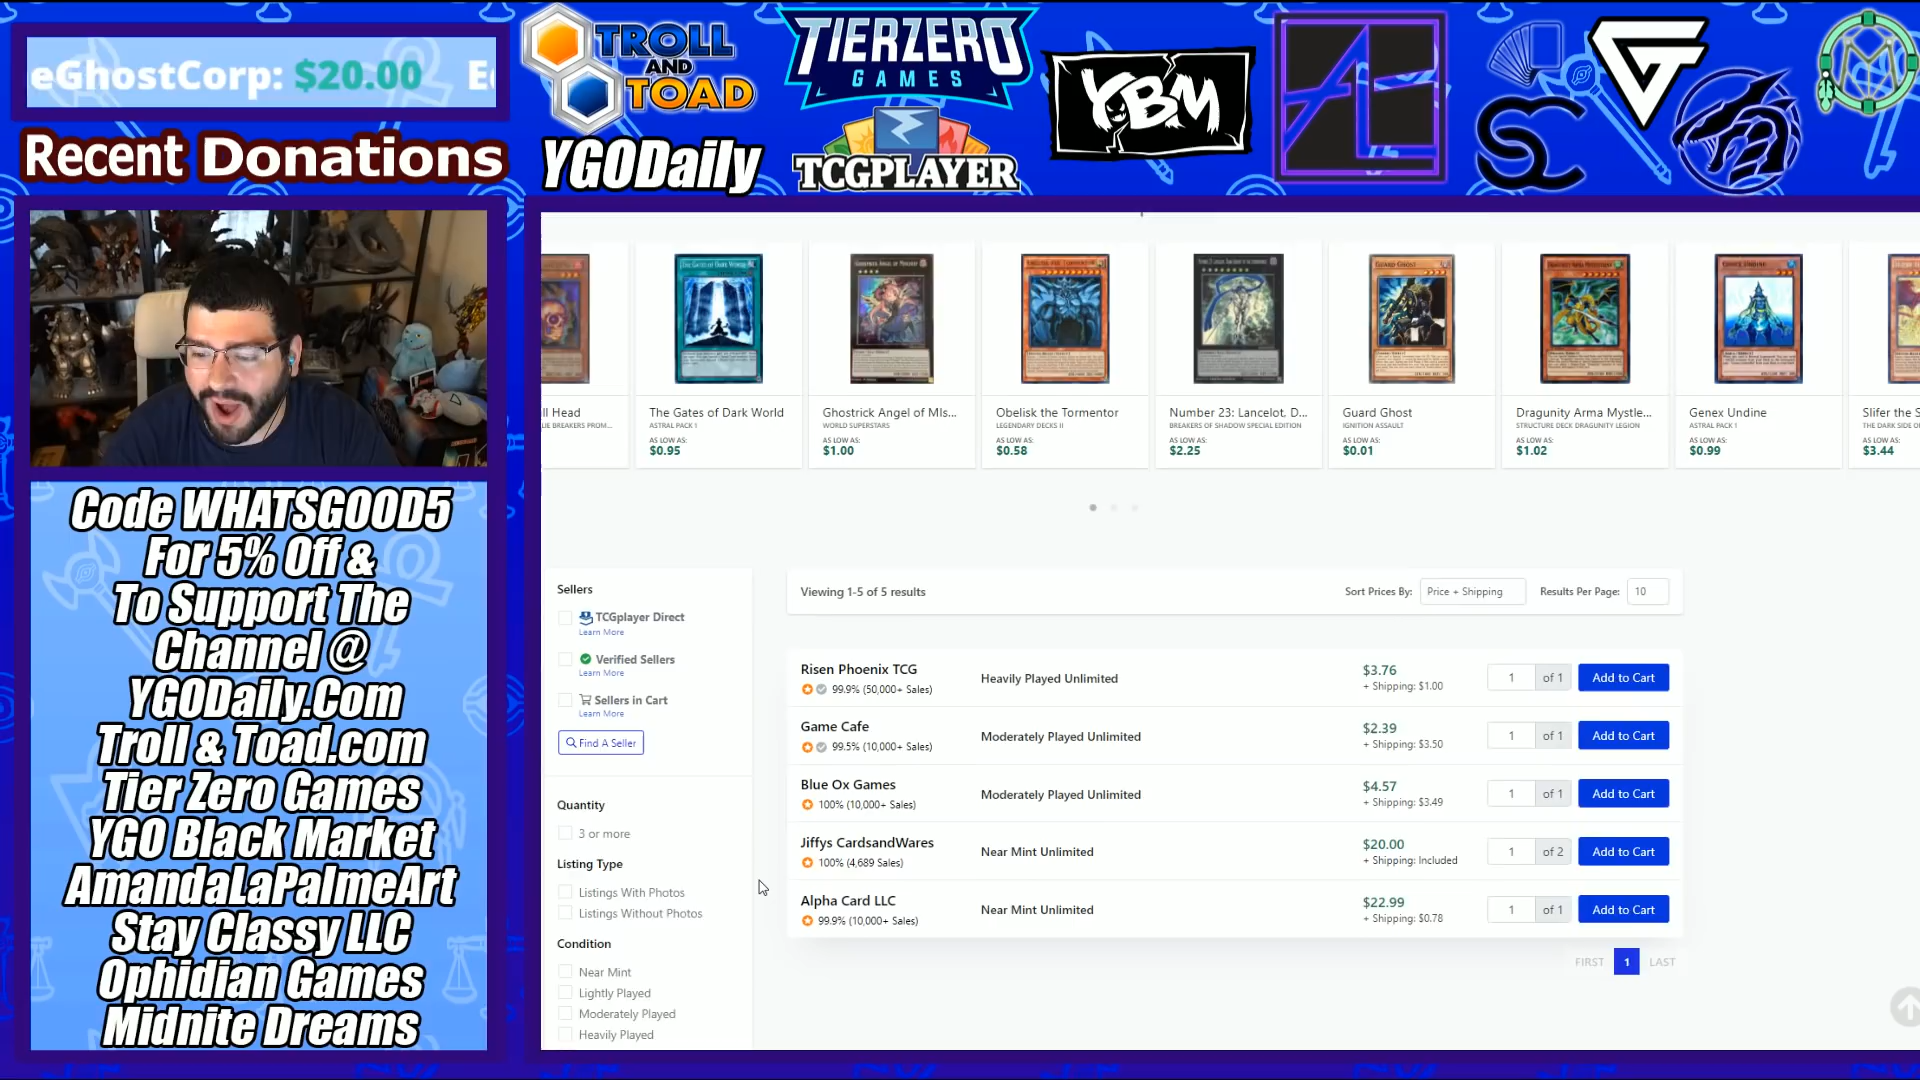 eGhostCorp: $20.00
Recent Donations
TROLL
AND
TOAD
TIERZERO
GAMES
YBM
YGODaily
TCGPLAYER
ll Head
The Gates of Dark World
ASTRAL PACK 1
AS LOW AS:
$0.95
Ghostrick Angel of MIs...
WORLD SUPERSTARS
AS LOW AS:
$1.00
Obelisk the Tormentor
LEGENDARY DECKS II
AS LOW AS:
$0.58
Number 23: Lancelot, D...
BREAKERS OF SHADOW SPECIAL EDITION
AS LOW AS:
$2.25
Guard Ghost
IGNITION ASSAULT
AS LOW AS:
$0.01
Dragunity Arma Mystle...
STRUCTURE DECK DRAGUNITY LEGION
AS LOW AS:
$1.02
Genex Undine
ASTRAL PACK 1
AS LOW AS:
$0.99
Slifer the S
THE DARK SIDE O
AS LOW AS:
$3.44
Code WHATSGOOD5
For 5% Off &
To Support The
Channel @
YGODaily.Com
Troll & Toad.com
Tier Zero Games
YGO Black Market
AmandaLaPalmeArt
Stay Classy LLC
Ophidian Games
Midnite Dreams
Sellers
TCGplayer Direct
Learn More
Verified Sellers
Learn More
Sellers in Cart
Learn More
Find A Seller
Quantity
3 or more
Listing Type
Listings With Photos
Listings Without Photos
Condition
Near Mint
Lightly Played
Moderately Played
Heavily Played
Viewing 1-5 of 5 results
Sort Prices By: Price + Shipping Results Per Page: 10
Risen Phoenix TCG
99.9% (50,000+ Sales)
Heavily Played Unlimited
$3.76
+ Shipping: $1.00
1 of 1 Add to Cart
Game Cafe
99.5% (10,000+ Sales)
Moderately Played Unlimited
$2.39
+ Shipping: $3.50
1 of 1 Add to Cart
Blue Ox Games
100% (10,000+ Sales)
Moderately Played Unlimited
$4.57
+ Shipping: $3.49
1 of 1 Add to Cart
Jiffys CardsandWares
100% (4,689 Sales)
Near Mint Unlimited
$20.00
+ Shipping: Included
1 of 2 Add to Cart
Alpha Card LLC
99.9% (10,000+ Sales)
Near Mint Unlimited
$22.99
+ Shipping: $0.78
1 of 1 Add to Cart
FIRST 1 LAST